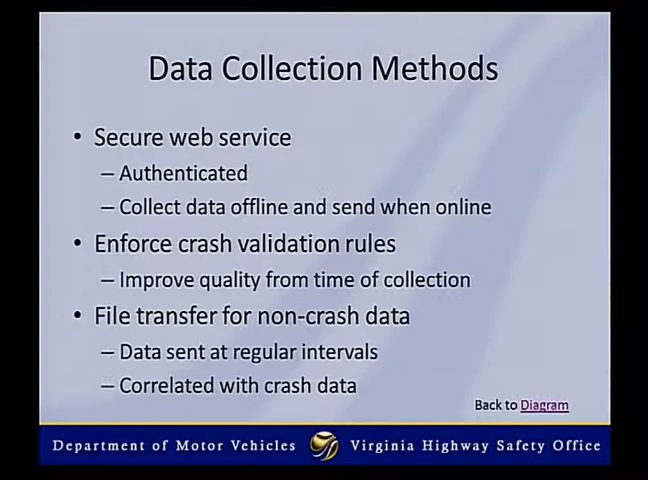 Data Collection Methods
• Secure web service
– Authenticated
– Collect data offline and send when online
• Enforce crash validation rules
– Improve quality from time of collection
• File transfer for non-crash data
– Data sent at regular intervals
– Correlated with crash data
Back to Diagram
Department of Motor Vehicles Virginia Highway Safety Office